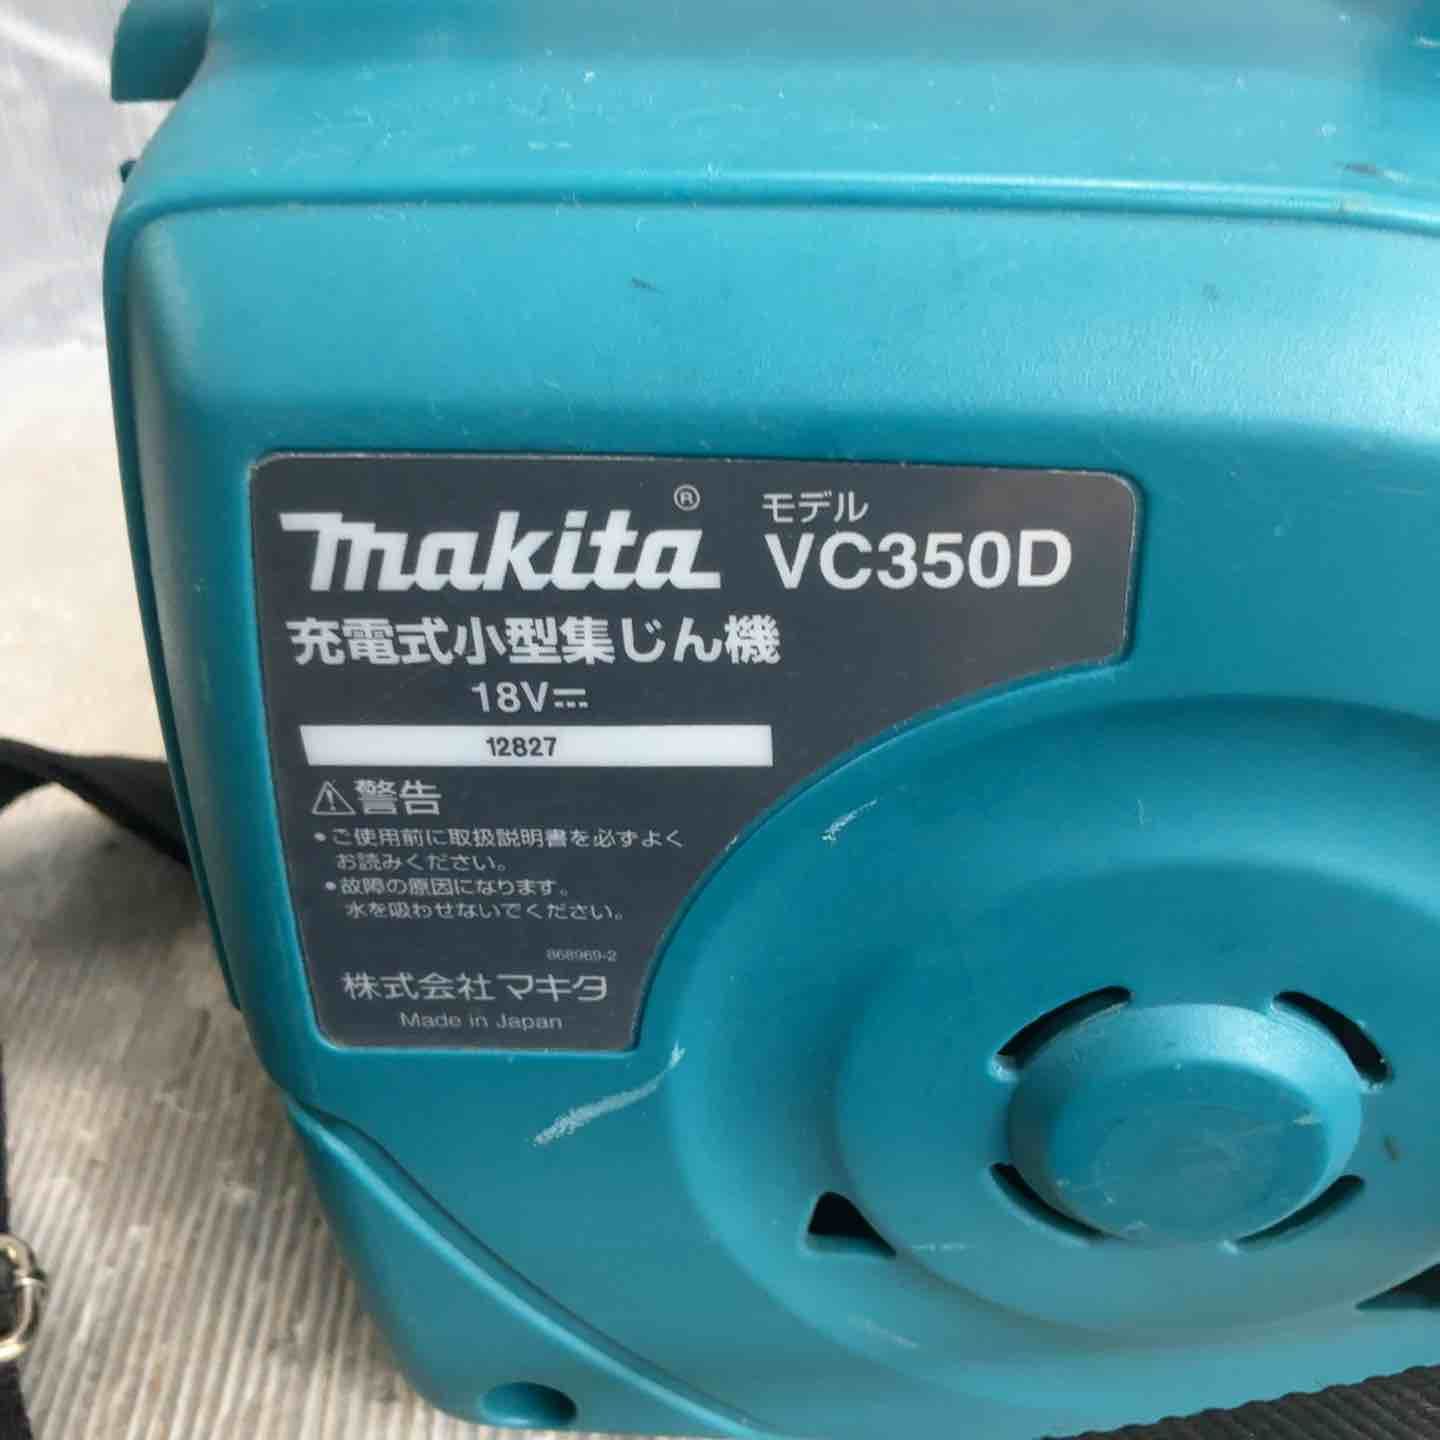 makita®
モデル
VC350D
充電式小型集じん機
18V⎓
12827
⚠警告
•ご使用前に取扱説明書を必ずよく
お読みください。
•故障の原因になります。
水を吸わせないでください。
868969-2
株式会社マキタ
Made in Japan